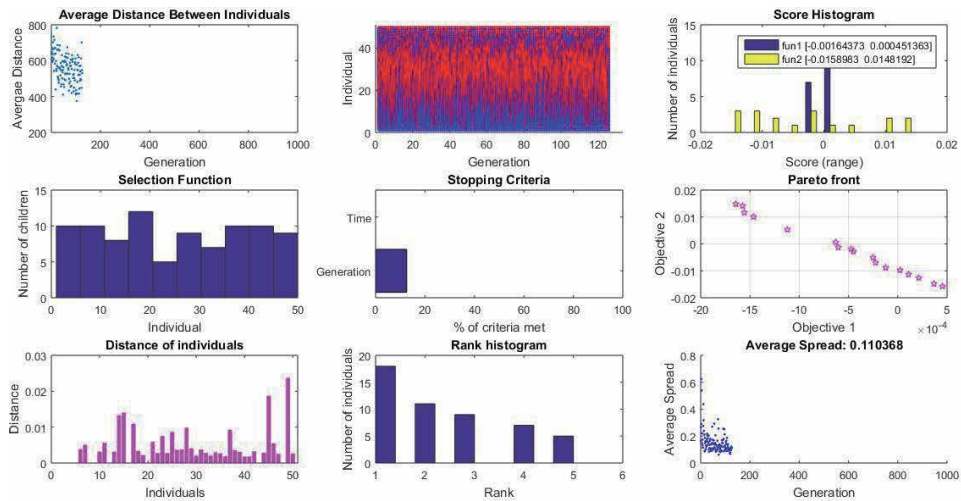 Average Distance Between Individuals
Avergae Distance
800
600
400
200
200 400 600 800 1000
Generation
Individual
40
20
0
0 20 40 60 80 100 120
Generation
Score Histogram
Number of individuals
fun1 [-0.00164373 0.000451363]
fun2 [-0.0158983 0.0148192]
10
5
0
-0.02 -0.01 0 0.01 0.02
Score (range)
Selection Function
Number of children
15
10
5
0
0 10 20 30 40 50
Individual
Stopping Criteria
Time
Generation
0 20 40 60 80 100
% of criteria met
Pareto front
Objective 2
0.02
0.01
0
-0.01
-0.02
-20 -15 -10 -5 0 5
Objective 1 × 10⁻⁴
Distance of individuals
Distance
0.03
0.02
0.01
0
0 10 20 30 40 50
Individuals
Rank histogram
Number of individuals
20
15
10
5
0
1 2 3 4 5 6
Rank
Average Spread: 0.110368
Average Spread
0.8
0.6
0.4
0.2
0
0 200 400 600 800 1000
Generation